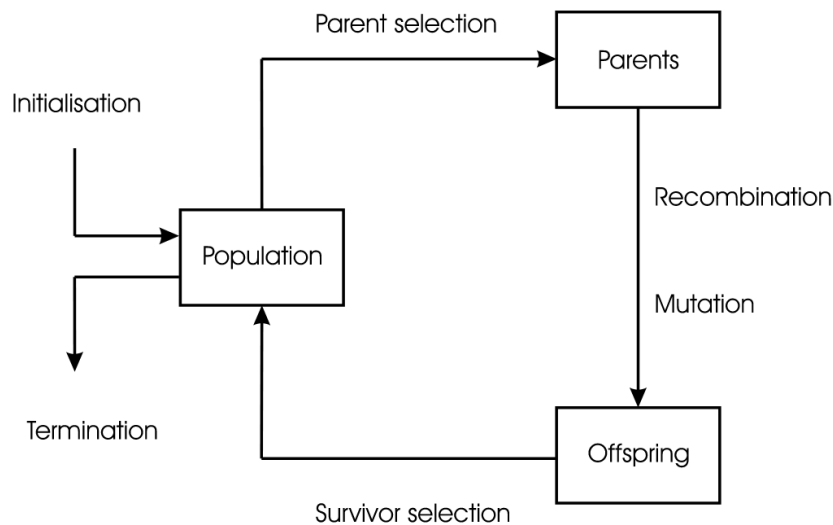 Parent selection
Parents
Initialisation
Recombination
Population
Mutation
Termination
Offspring
Survivor selection